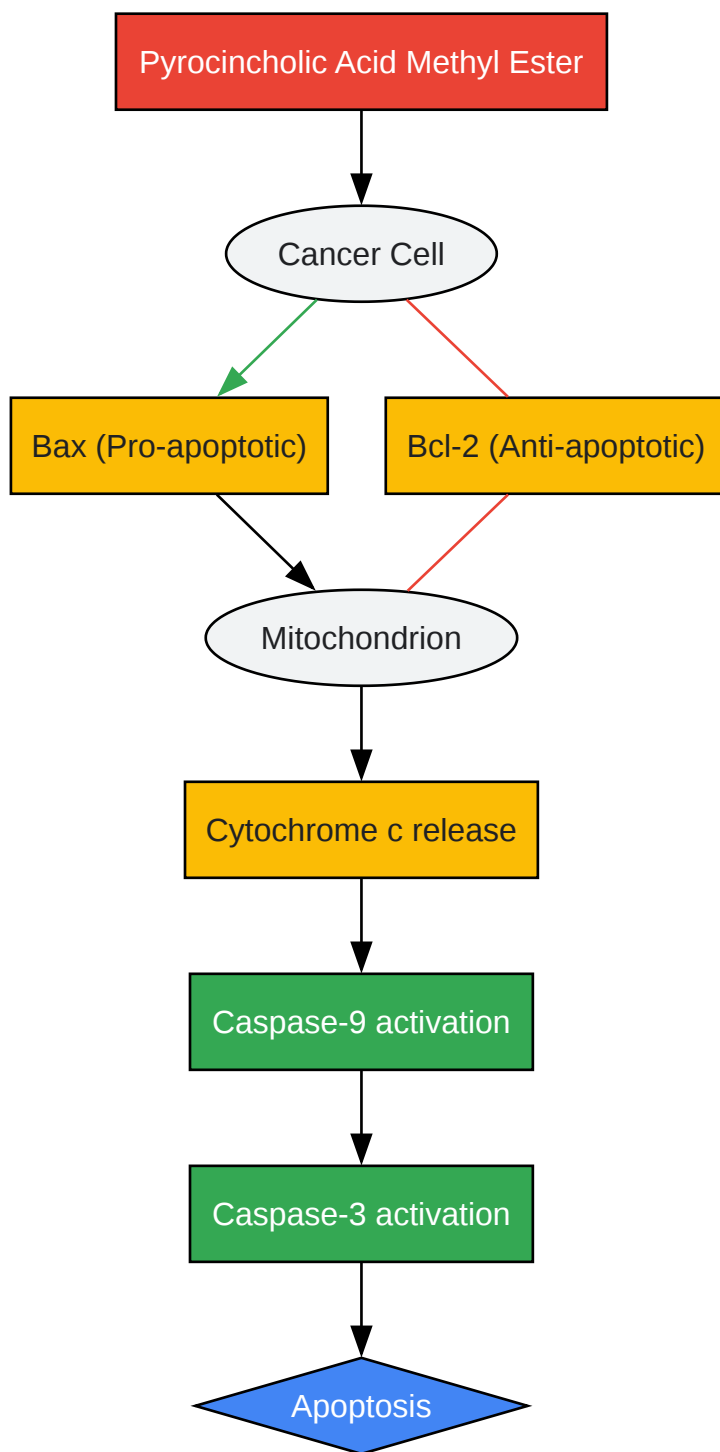 Pyrocincholic Acid Methyl Ester
Cancer Cell
Bax (Pro-apoptotic)
Bcl-2 (Anti-apoptotic)
Mitochondrion
Cytochrome c release
Caspase-9 activation
Caspase-3 activation
Apoptosis